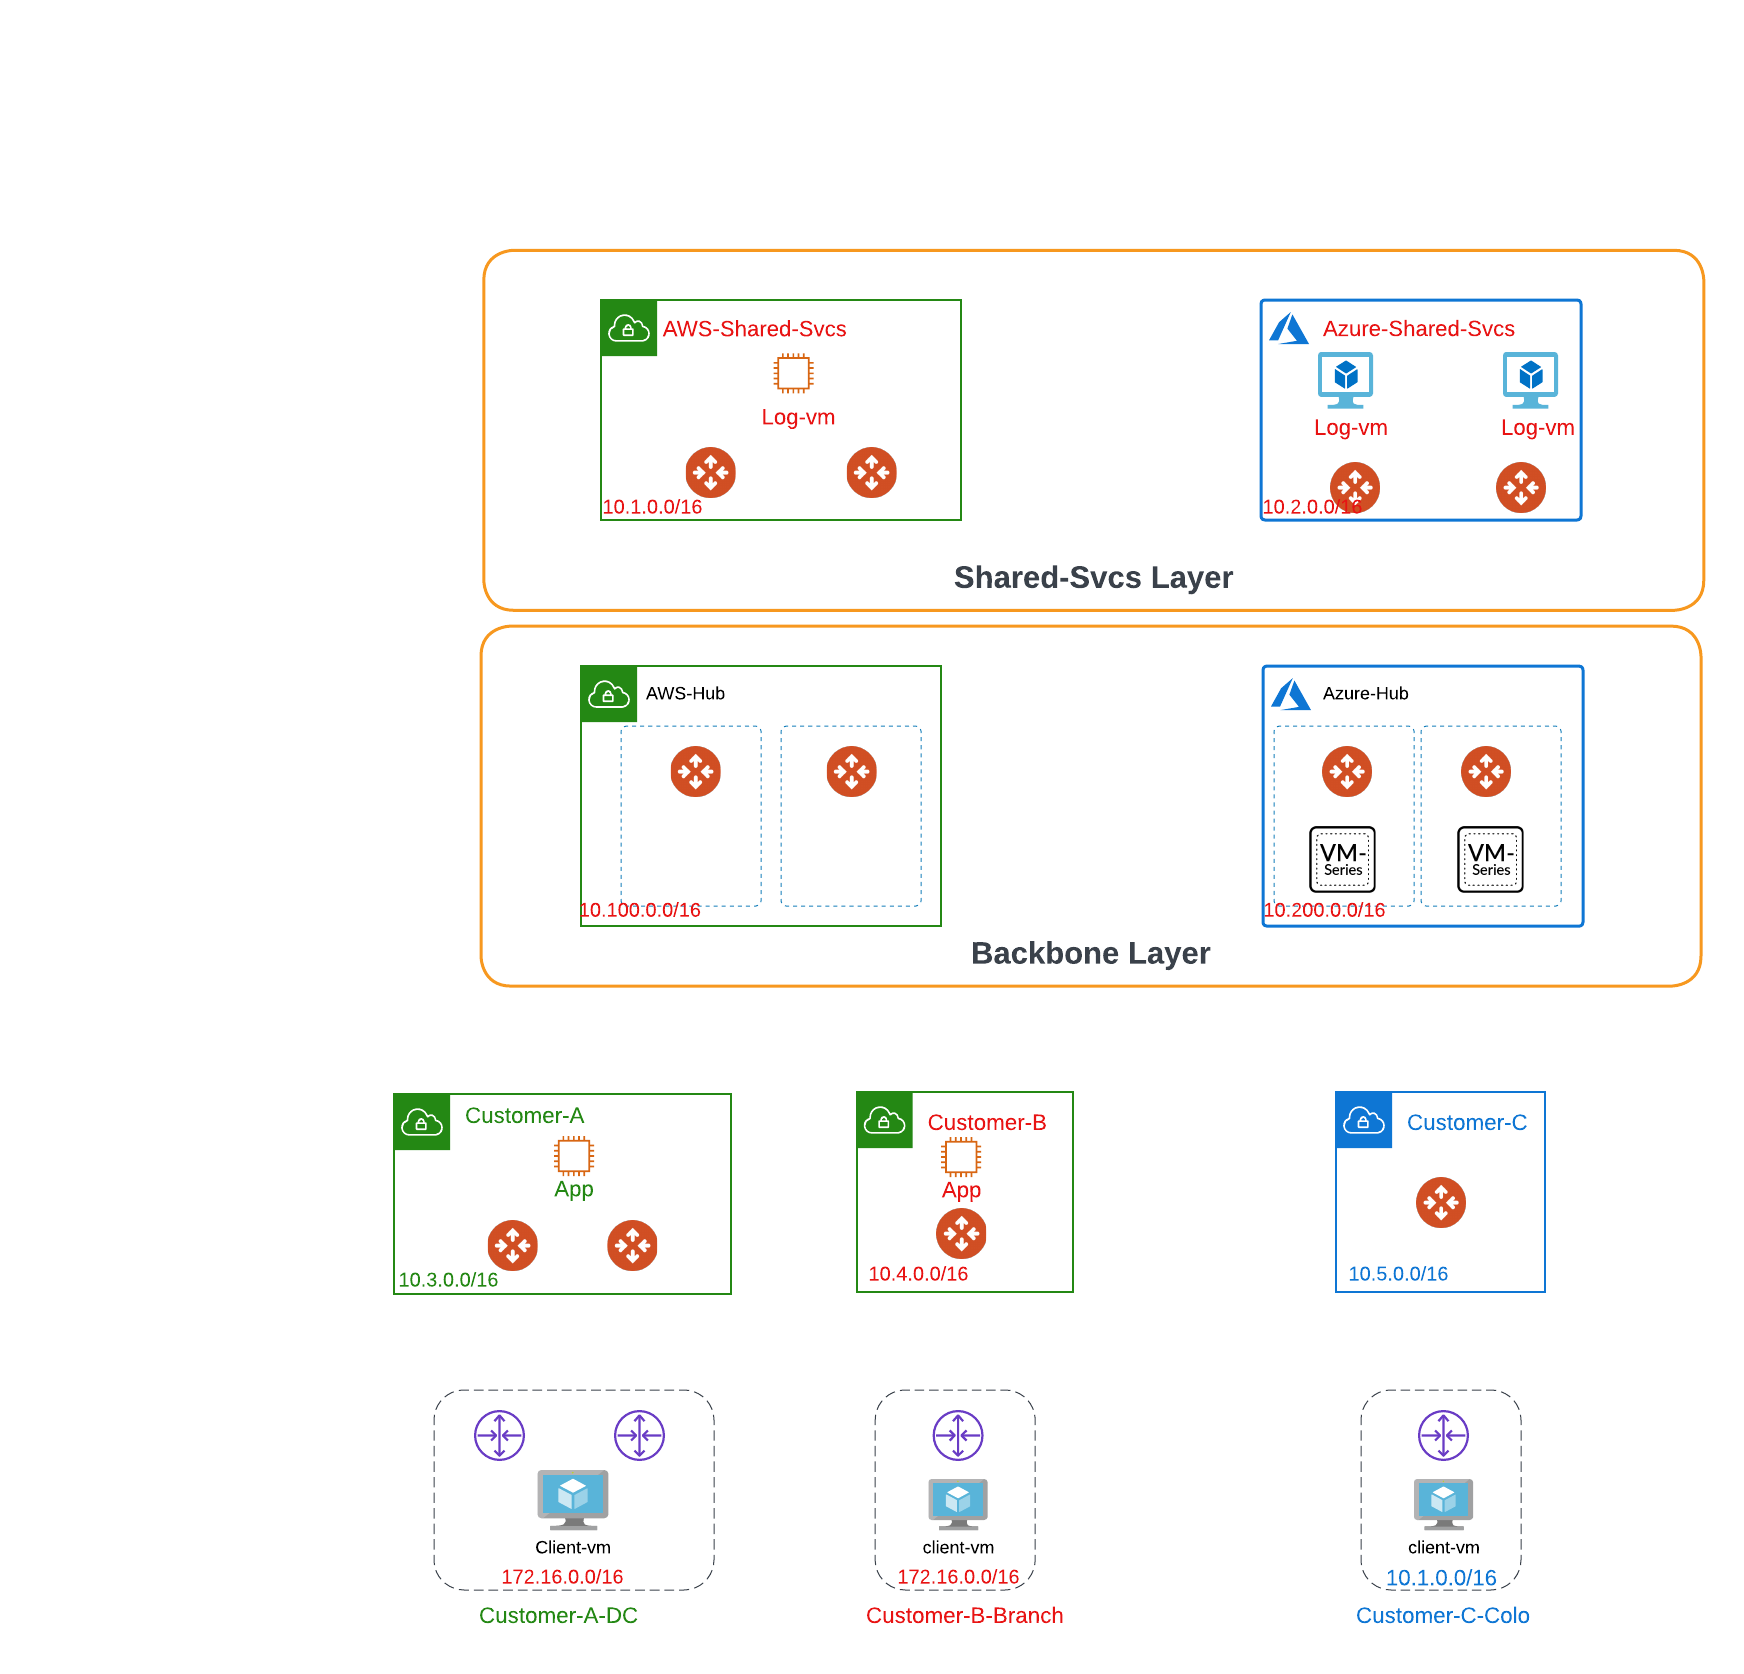 AWS-Shared-Svcs
Log-vm
10.1.0.0/16
Azure-Shared-Svcs
Log-vm
Log-vm
10.2.0.0/16
Shared-Svcs Layer
AWS-Hub
10.100.0.0/16
Azure-Hub
VM-
Series
VM-
Series
10.200.0.0/16
Backbone Layer
Customer-A
App
10.3.0.0/16
Customer-B
App
10.4.0.0/16
Customer-C
10.5.0.0/16
Client-vm
172.16.0.0/16
Customer-A-DC
client-vm
172.16.0.0/16
Customer-B-Branch
client-vm
10.1.0.0/16
Customer-C-Colo